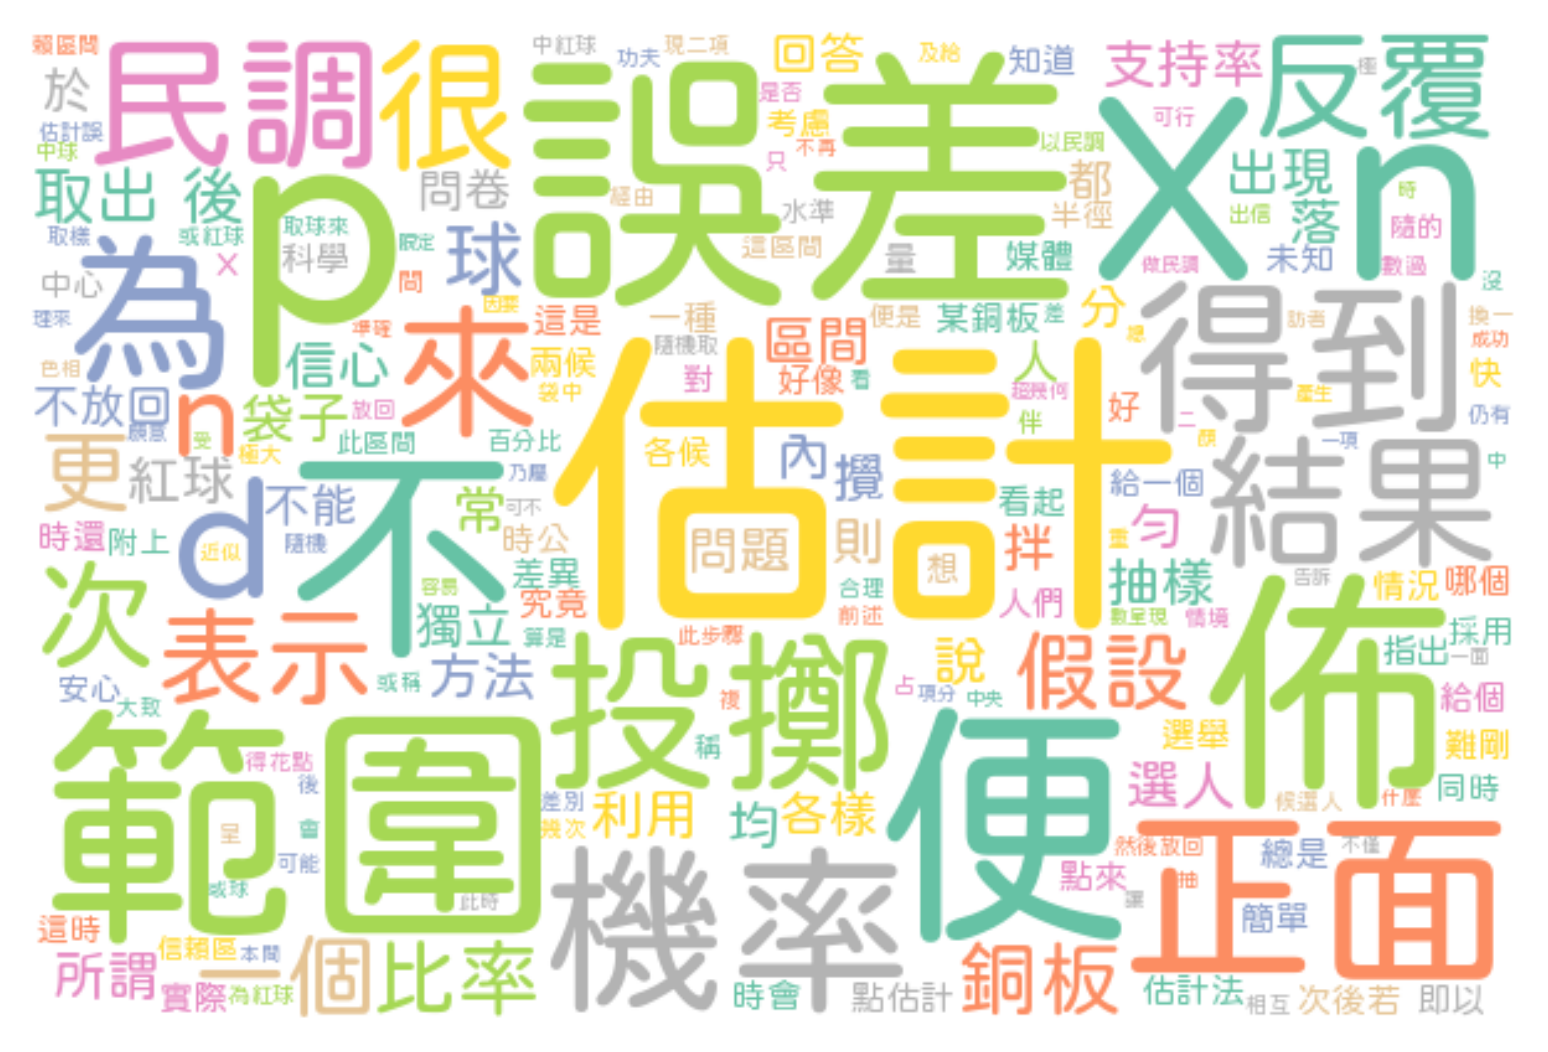 賴區間
民調
很
中紅球
功夫
現二項
回答
及給
知道
支持率
反覆
極
於
誤差
是否
考慮
不再
只
以民調
可行
X
n
估計誤
中球
取出
後
p
問卷
經由
水準
都
半徑
出現
出信
落
時
隨的
取樣
或紅球
取球來
限定
科學
球
這區間
量
媒體
做民調
未知
數過
沒
中心
為
X
間
因要
理來
準確
來
這是
一種
隨機取
區間
便是
某銅板
差
分
總
得到
訪者
換一
成功
色相
信心
兩候
袋中
對
好像
看
人
超幾何
伴
好
二
產生
快
仍有
不放回
願意
n
受
袋子
放回
極大
此區間
百分比
估計
各候
內
攪
顏
一項
中
更
紅球
不
乃屬
給一個
結果
時還
附上
d
近似
不能
隨機
常
可不
時公
問題
則
想
看起
拌
重
勻
次
容易
差異
究竟
合理
前述
人們
抽樣
數呈現
情境
告訴
情況
哪個
表示
獨立
算是
此步驟
佈
採用
指出
一面
安心
大致
或稱
方法
投擲
複
稱
說
占
項分
中央
假設
給個
範圍
得花點
後
會
呈
可能
或球
此時
差別
幾次
利用
均
各樣
便
選舉
選人
候選人
什麼
難剛
同時
正面
然後放回
點來
抽
讓
總是
不僅
簡單
這時
所謂
信賴區
本間
一個
實際
為紅球
比率
機率
時會
點估計
銅板
估計法
相互
次後若
即以